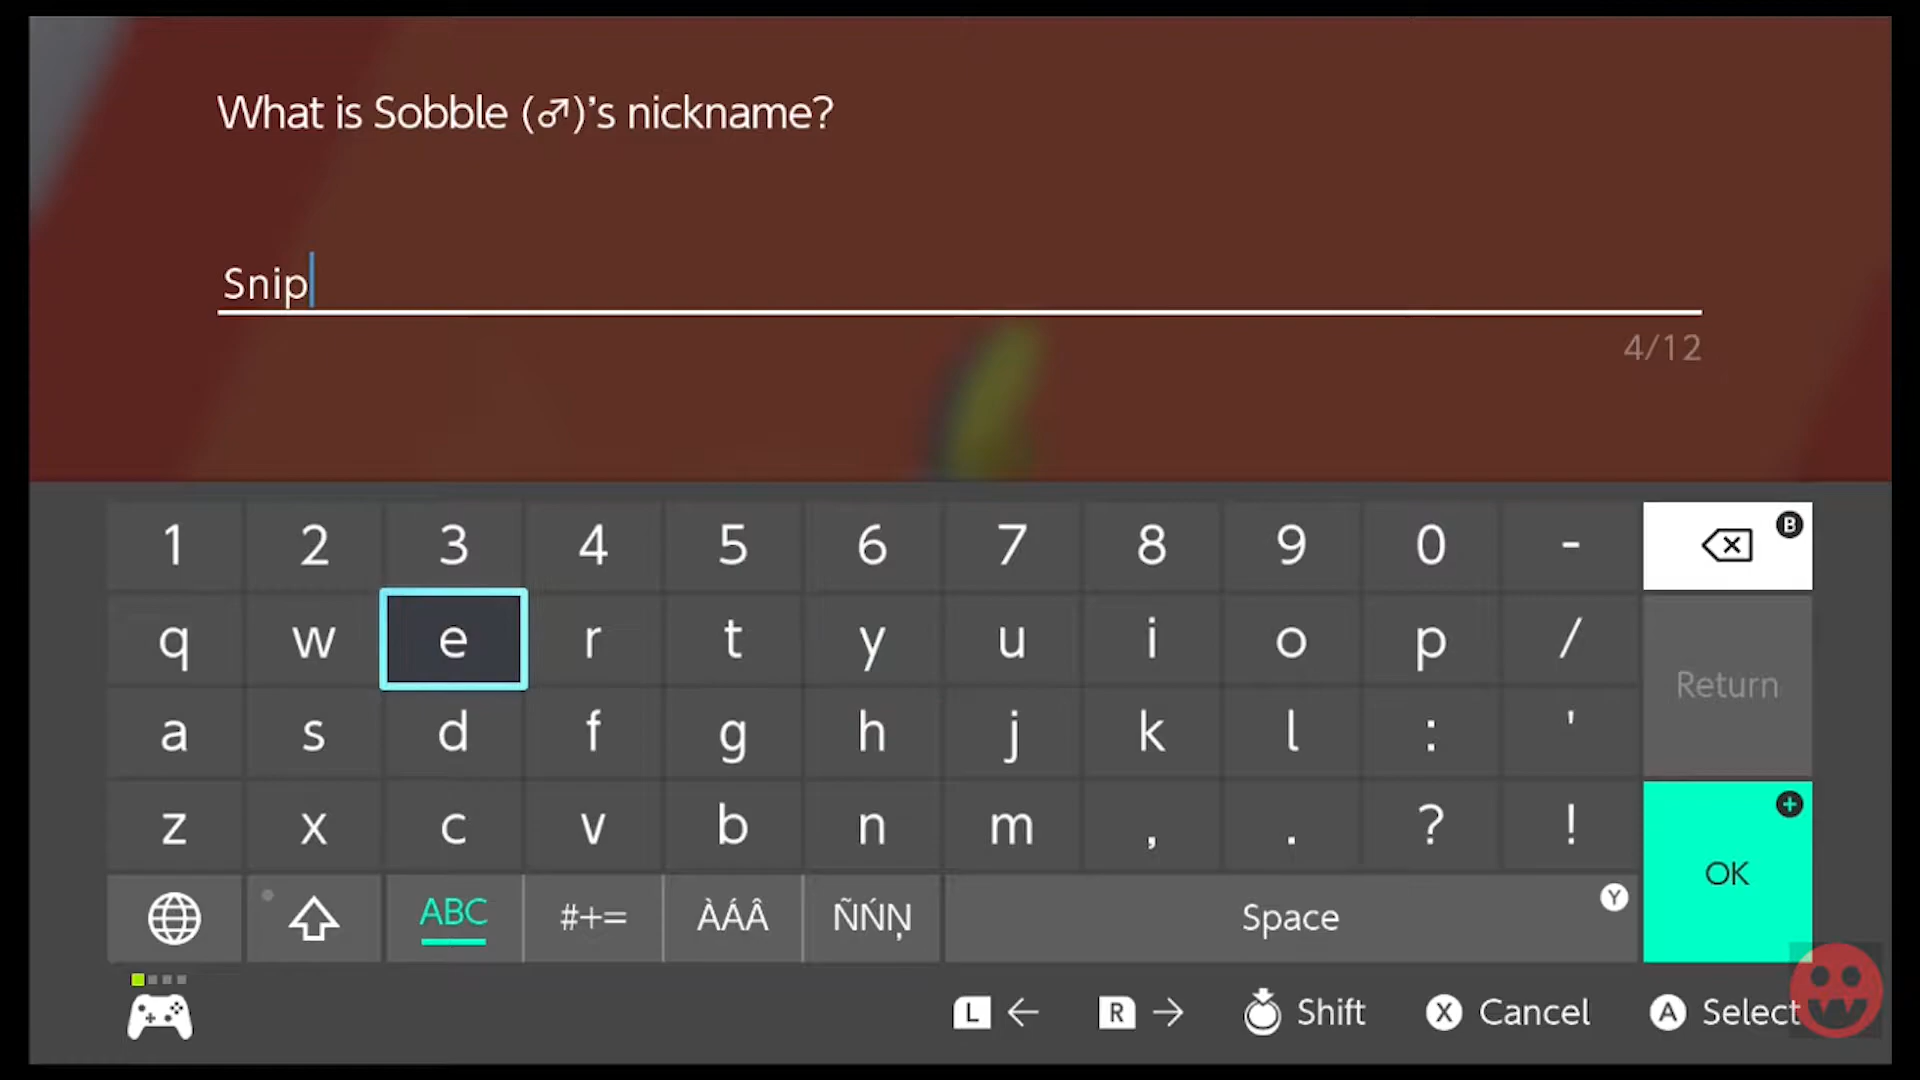 What is Sobble (♂)'s nickname?
Snip
4/12
1 2 3 4 5 6 7 8 9 0 - B
q w e r t y u i o p /
Return
a s d f g h j k l : '
z x c v b n m , . ? ! +
OK
ABC #+= ÀÁÂ ÑŃŅ Space Y
L ← R → Shift X Cancel A Select